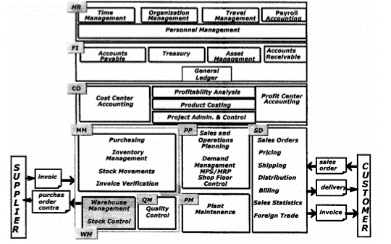 HR
Time Management
Organization Management
Travel Management
Payroll Accounting
Personnel Management
FI
Accounts Payable
Treasury
Asset Management
Accounts Receivable
General Ledger
CO
Cost Center Accounting
Profitability Analysis
Product Costing
Project Admin. & Control
Profit Center Accounting
MM
Purchasing
Inventory Management
Stock Movements
Invoice Verification
PP
Sales and Operations Planning
Demand Management
MPS/MRP
Shop Floor Control
SD
Sales Orders
Pricing
Shipping
Distribution
Billing
Sales Statistics
Foreign Trade
Warehouse Management
Stock Control
WM
QM
Quality Control
PM
Plant Maintenance
SUPPLIER
invoic
purchas
order
contra
CUSTOMER
sales
order
delivery
invoice